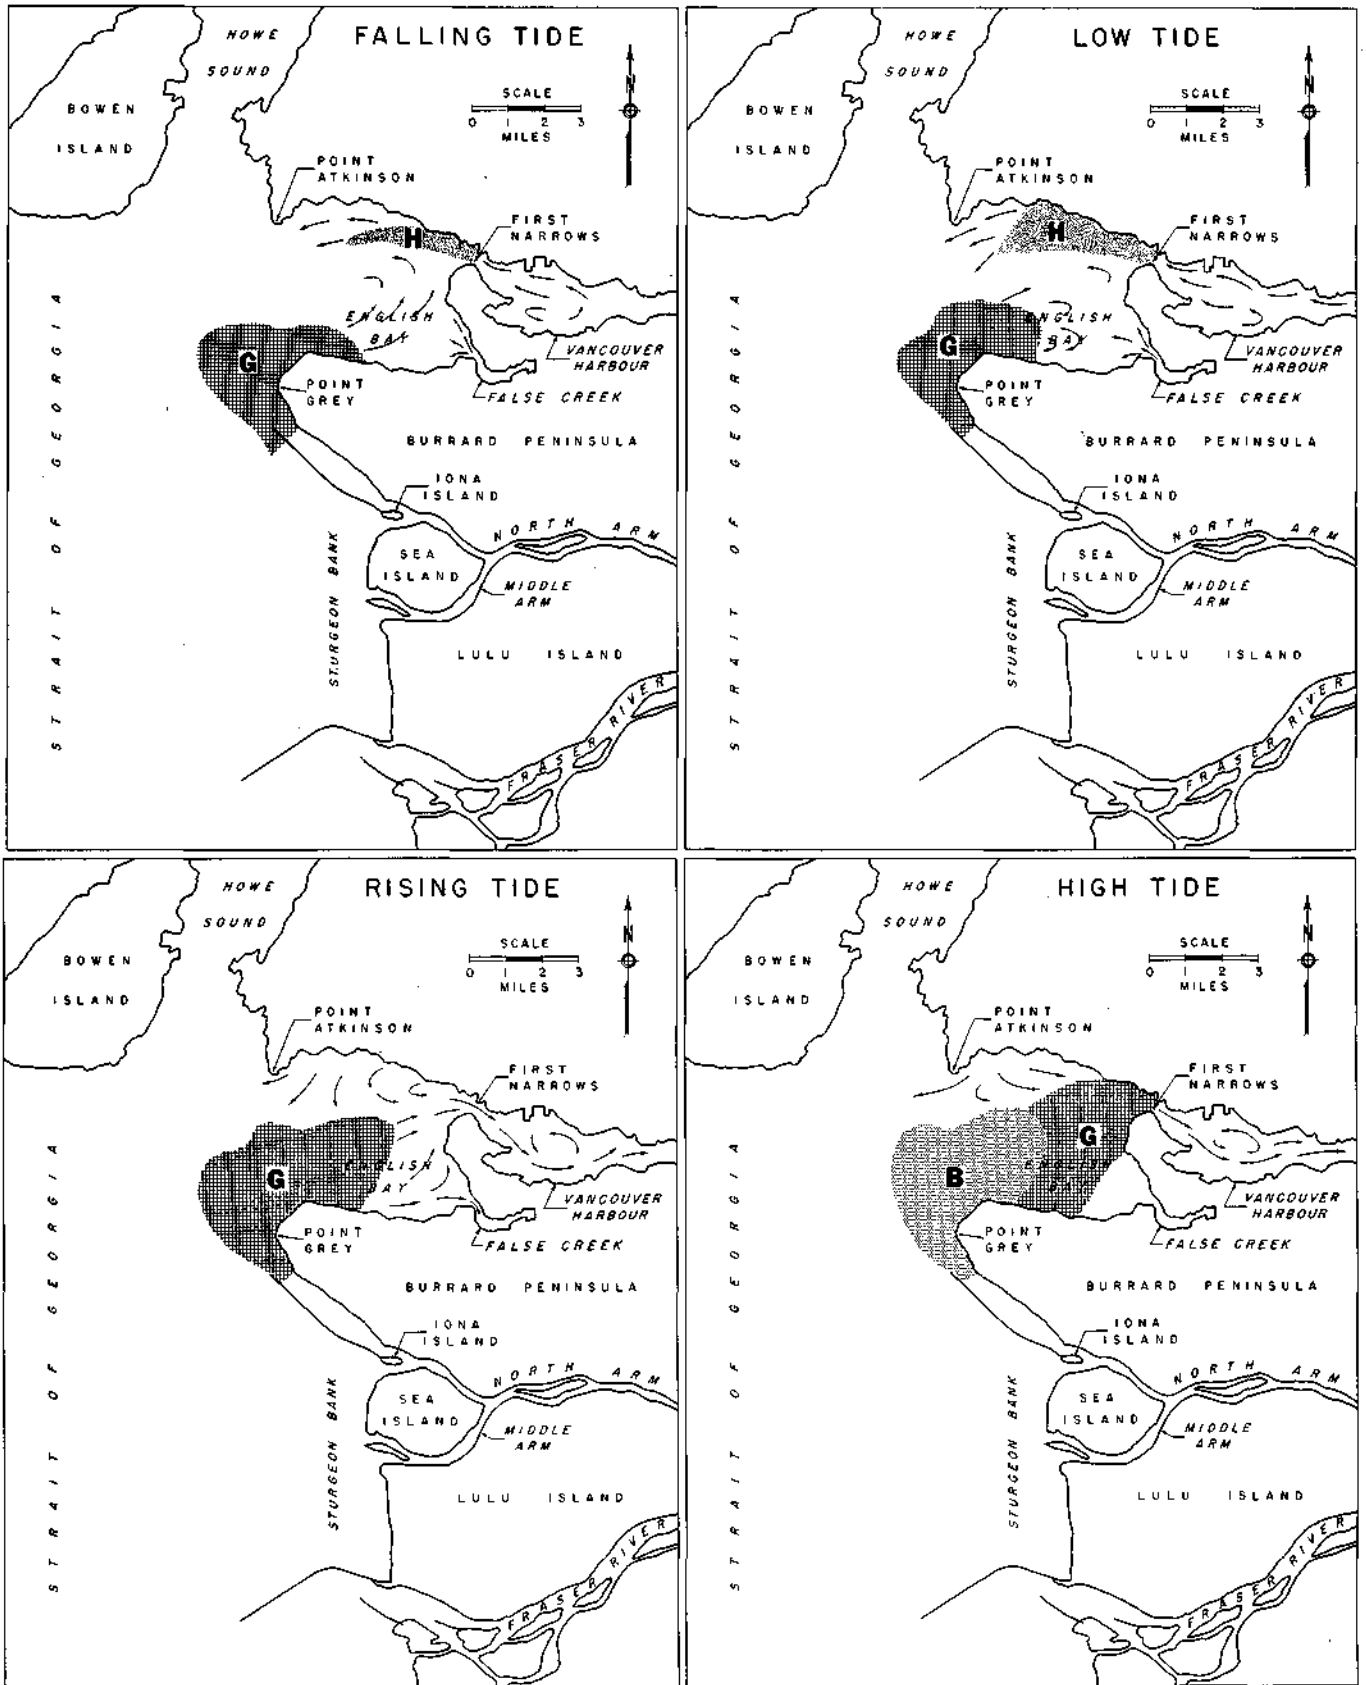 FALLING TIDE
HOWE
SOUND
BOWEN
ISLAND
SCALE
0 1 2 3
MILES
N
POINT
ATKINSON
FIRST
NARROWS
H
ENGLISH
BAY
G
POINT
GREY
VANCOUVER
HARBOUR
FALSE CREEK
BURRARD PENINSULA
IONA
ISLAND
NORTH ARM
SEA
ISLAND
MIDDLE
ARM
STURGEON BANK
STRAIT OF GEORGIA
LULU ISLAND
FRASER RIVER
LOW TIDE
HOWE
SOUND
BOWEN
ISLAND
SCALE
0 1 2 3
MILES
N
POINT
ATKINSON
FIRST
NARROWS
H
ENGLISH
BAY
G
POINT
GREY
VANCOUVER
HARBOUR
FALSE CREEK
BURRARD PENINSULA
IONA
ISLAND
NORTH ARM
SEA
ISLAND
MIDDLE
ARM
STURGEON BANK
STRAIT OF GEORGIA
LULU ISLAND
FRASER RIVER
RISING TIDE
HOWE
SOUND
BOWEN
ISLAND
SCALE
0 1 2 3
MILES
N
POINT
ATKINSON
FIRST
NARROWS
G
ENGLISH
BAY
POINT
GREY
VANCOUVER
HARBOUR
FALSE CREEK
BURRARD PENINSULA
IONA
ISLAND
NORTH ARM
SEA
ISLAND
MIDDLE
ARM
STURGEON BANK
STRAIT OF GEORGIA
LULU ISLAND
FRASER RIVER
HIGH TIDE
HOWE
SOUND
BOWEN
ISLAND
SCALE
0 1 2 3
MILES
N
POINT
ATKINSON
FIRST
NARROWS
G
B
ENGLISH
BAY
POINT
GREY
VANCOUVER
HARBOUR
FALSE CREEK
BURRARD PENINSULA
IONA
ISLAND
NORTH ARM
SEA
ISLAND
MIDDLE
ARM
STURGEON BANK
STRAIT OF GEORGIA
LULU ISLAND
FRASER RIVER